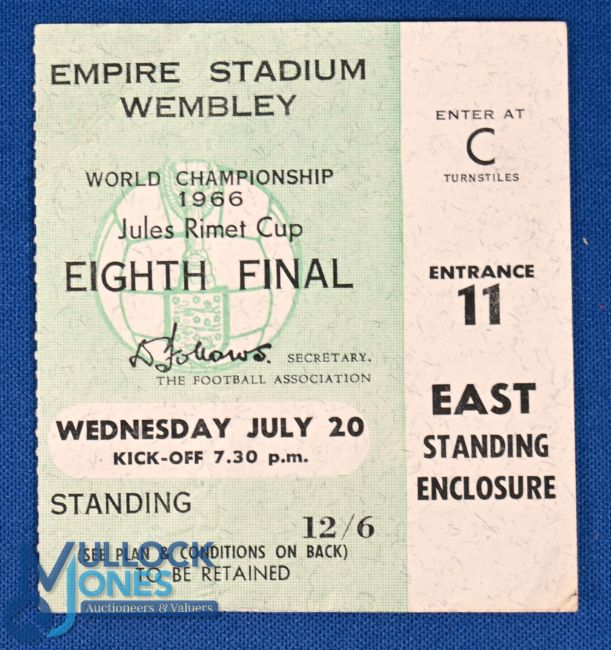 EMPIRE STADIUM
WEMBLEY
WORLD CHAMPIONSHIP
1966
Jules Rimet Cup
EIGHTH FINAL
D Follows. SECRETARY.
THE FOOTBALL ASSOCIATION
WEDNESDAY JULY 20
KICK-OFF 7.30 p.m.
STANDING
12/6
(SEE PLAN & CONDITIONS ON BACK)
TO BE RETAINED
ENTER AT
C
TURNSTILES
ENTRANCE
11
EAST
STANDING
ENCLOSURE
MULLOCK
JONES
Auctioneers & Valuers